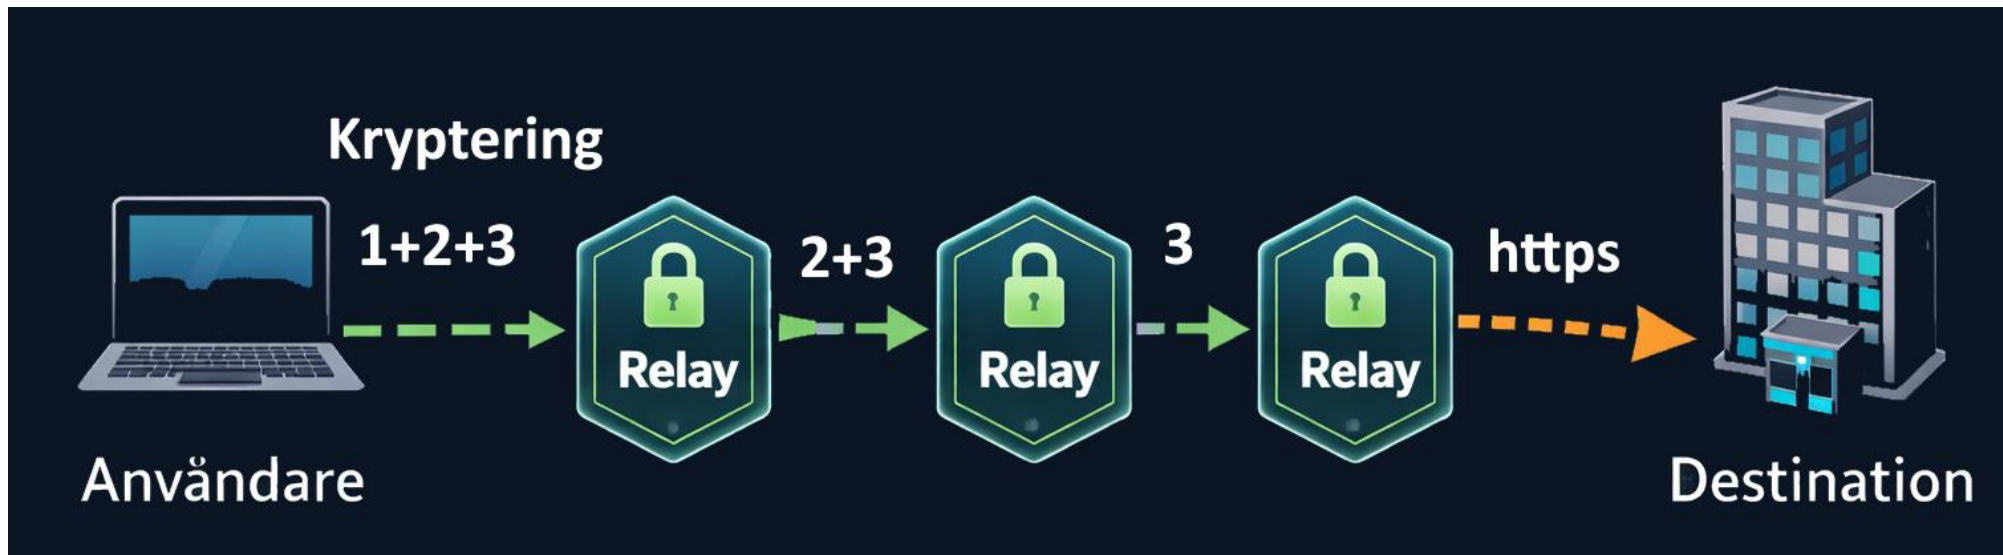 Kryptering
1+2+3
2+3
3
https
Relay
Relay
Relay
Användare
Destination